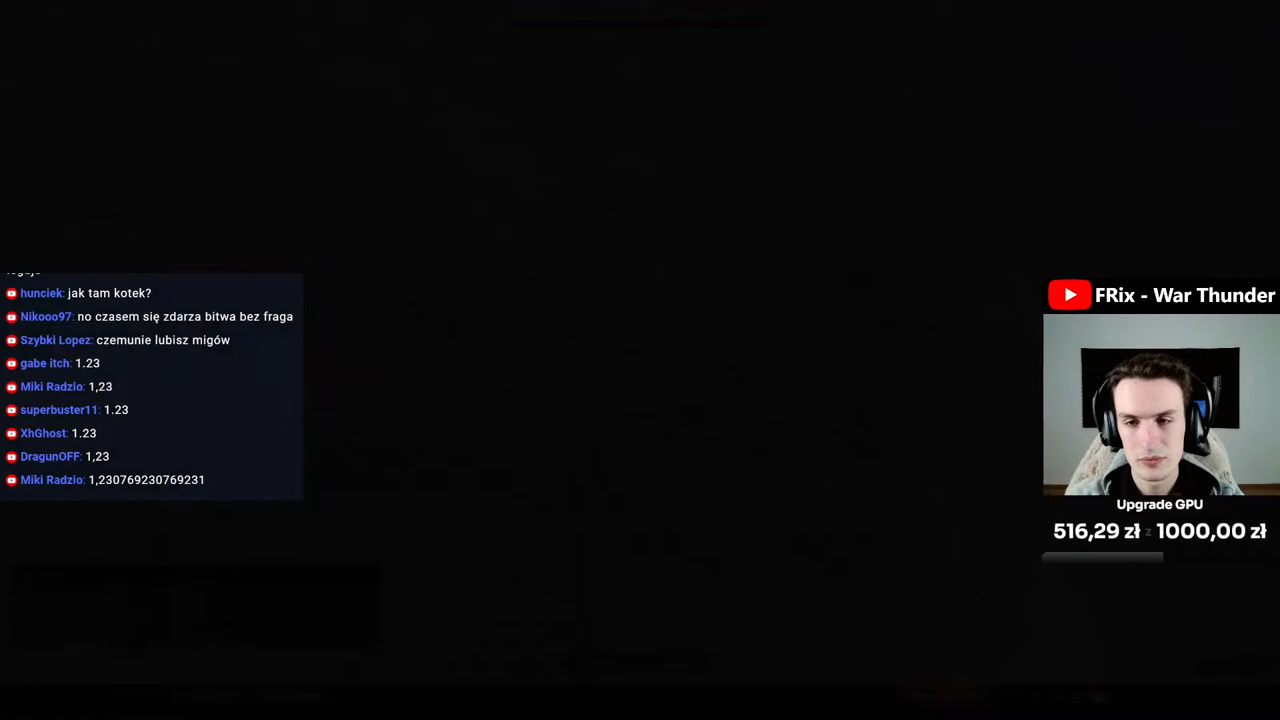 hunciek: jak tam kotek?
Nikooo97: no czasem się zdarza bitwa bez fraga
Szybki Lopez: czemunie lubisz migów
gabe itch: 1.23
Miki Radzio: 1,23
superbuster11: 1.23
XhGhost: 1.23
DragunOFF: 1,23
Miki Radzio: 1,230769230769231
FRix - War Thunder
Upgrade GPU
516,29 zł z 1000,00 zł